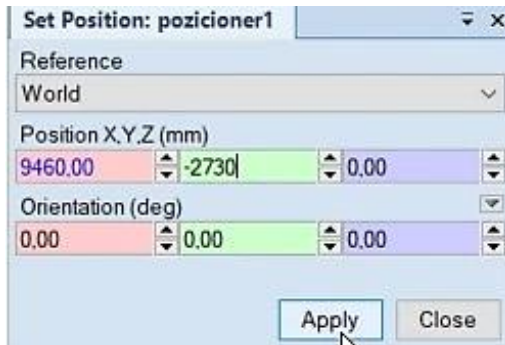 Set Position: pozicioner1
Reference
World
Position X,Y,Z (mm)
9460,00 -2730 0,00
Orientation (deg)
0,00 0,00 0,00
Apply Close